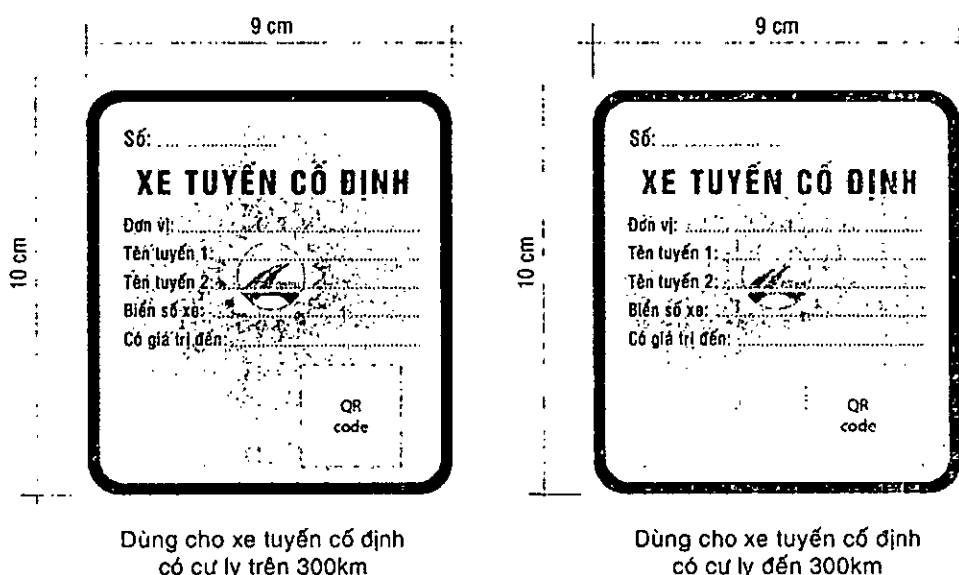 9 cm
10 cm
Số: ........................
XE TUYẾN CỐ ĐỊNH
Đơn vị: ........................
Tên tuyến 1: ........................
Tên tuyến 2: ........................
Biển số xe: ........................
Có giá trị đến: ........................
QR
code
Dùng cho xe tuyến cố định
có cự ly trên 300km
9 cm
10 cm
Số: ........................
XE TUYẾN CỐ ĐỊNH
Đơn vị: ........................
Tên tuyến 1: ........................
Tên tuyến 2: ........................
Biển số xe: ........................
Có giá trị đến: ........................
QR
code
Dùng cho xe tuyến cố định
có cự ly đến 300km